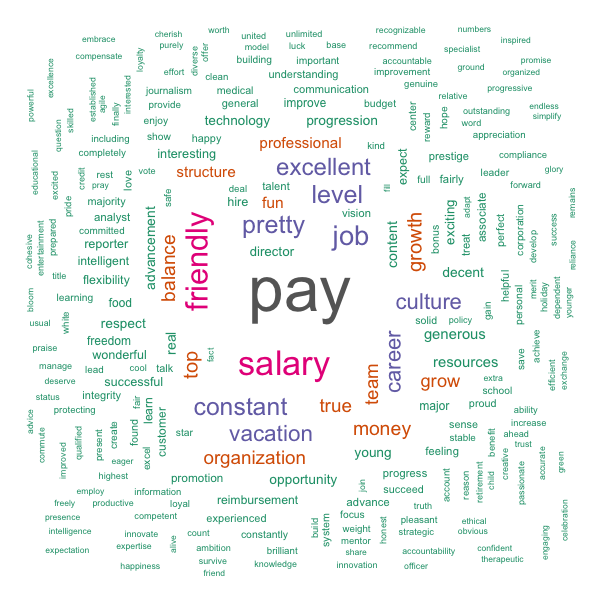 embrace
cherish
worth
united
unlimited
recognizable
numbers
inspired
purely
model
luck
base
recommend
specialist
compensate
loyalty
diverse
offer
building
important
accountable
promise
excellence
effort
clean
understanding
improvement
ground
organized
powerful
established
agile
finally
interested
journalism
medical
communication
genuine
progressive
provide
general
improve
budget
relative
question
skilled
enjoy
technology
progression
center
reward
hope
outstanding
endless
word
simplify
including
show
happy
professional
kind
appreciation
completely
interesting
excellent
expect
prestige
compliance
educational
excited
credit
rest
pray
love
vote
structure
deal
talent
level
fill
full
fairly
leader
glory
forward
pride
majority
safe
hire
fun
vision
bonus
exciting
adapt
treat
associate
perfect
corporation
develop
success
remains
cohesive
entertainment
prepared
analyst
committed
reporter
advancement
friendly
pretty
job
content
growth
reliance
intelligent
balance
director
decent
title
flexibility
pay
helpful
personal
merit
holiday
dependent
younger
bloom
learning
food
culture
gain
usual
white
respect
real
solid
policy
generous
praise
freedom
wonderful
top
fact
salary
career
save
achieve
efficient
exchange
manage
lead
cool
talk
team
resources
deserve
successful
grow
extra
school
status
integrity
fair
learn
customer
constant
true
major
proud
ability
advice
protecting
found
star
vacation
money
sense
increase
commute
improved
qualified
present
create
eager
excel
organization
young
stable
feeling
benefit
ahead
trust
creative
passionate
accurate
green
highest
promotion
opportunity
join
progress
account
reason
retirement
child
employ
information
reimbursement
succeed
freely
productive
loyal
advance
truth
presence
competent
experienced
build
system
focus
honest
pleasant
ethical
engaging
celebration
intelligence
innovate
alive
count
constantly
weight
strategic
obvious
expectation
expertise
ambition
brilliant
mentor
accountability
confident
survive
share
therapeutic
happiness
friend
knowledge
innovation
officer